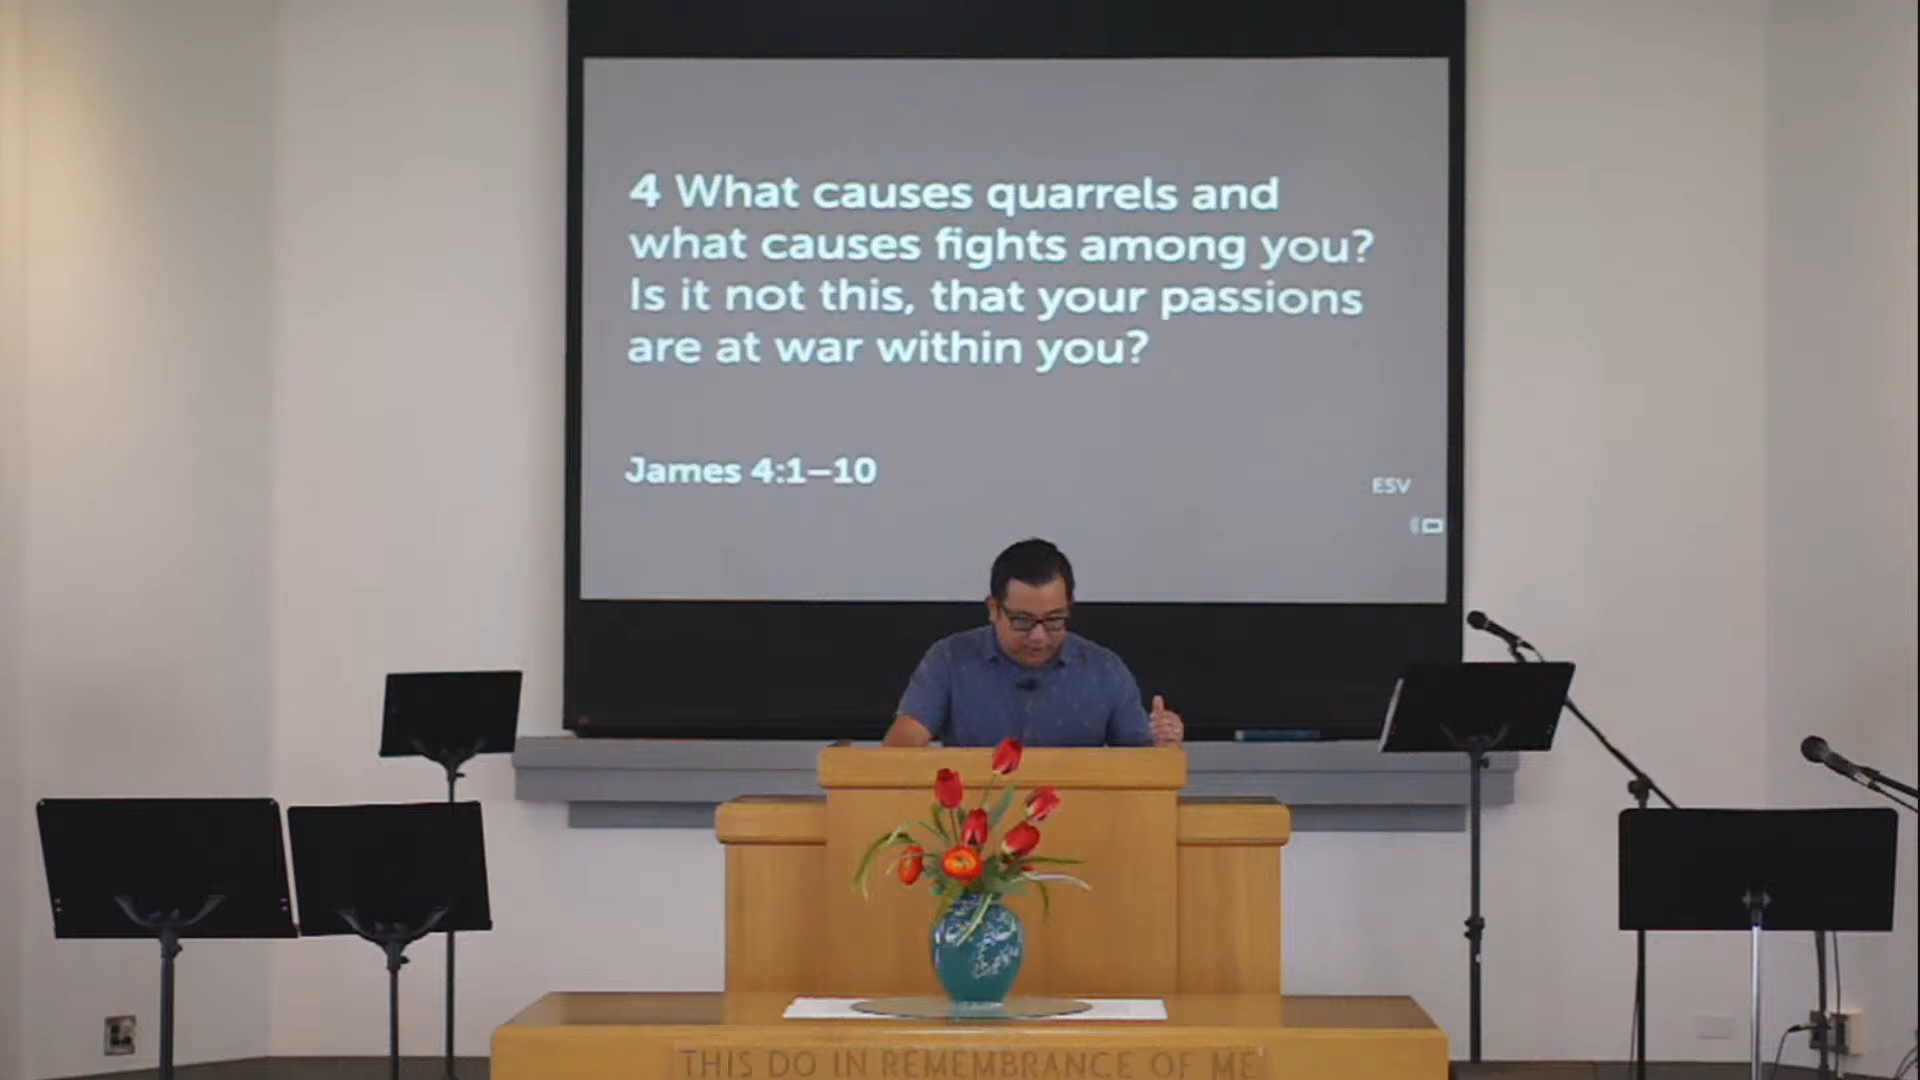 4 What causes quarrels and
what causes fights among you?
Is it not this, that your passions
are at war within you?
James 4:1–10
ESV
THIS DO IN REMEMBRANCE OF ME